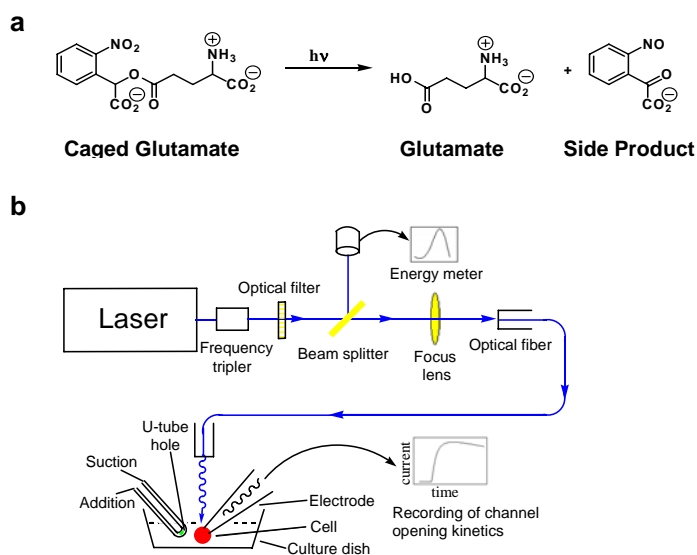 a
NO₂
O
O
CO₂⊖
⊕
NH₃
CO₂⊖
hν
HO
O
⊕
NH₃
CO₂⊖
+
NO
O
CO₂⊖
Caged Glutamate
Glutamate
Side Product
b
Laser
Frequency
tripler
Optical filter
Beam splitter
Energy meter
Focus
lens
Optical fiber
U-tube
hole
Suction
Addition
Electrode
Cell
Culture dish
current
time
Recording of channel
opening kinetics